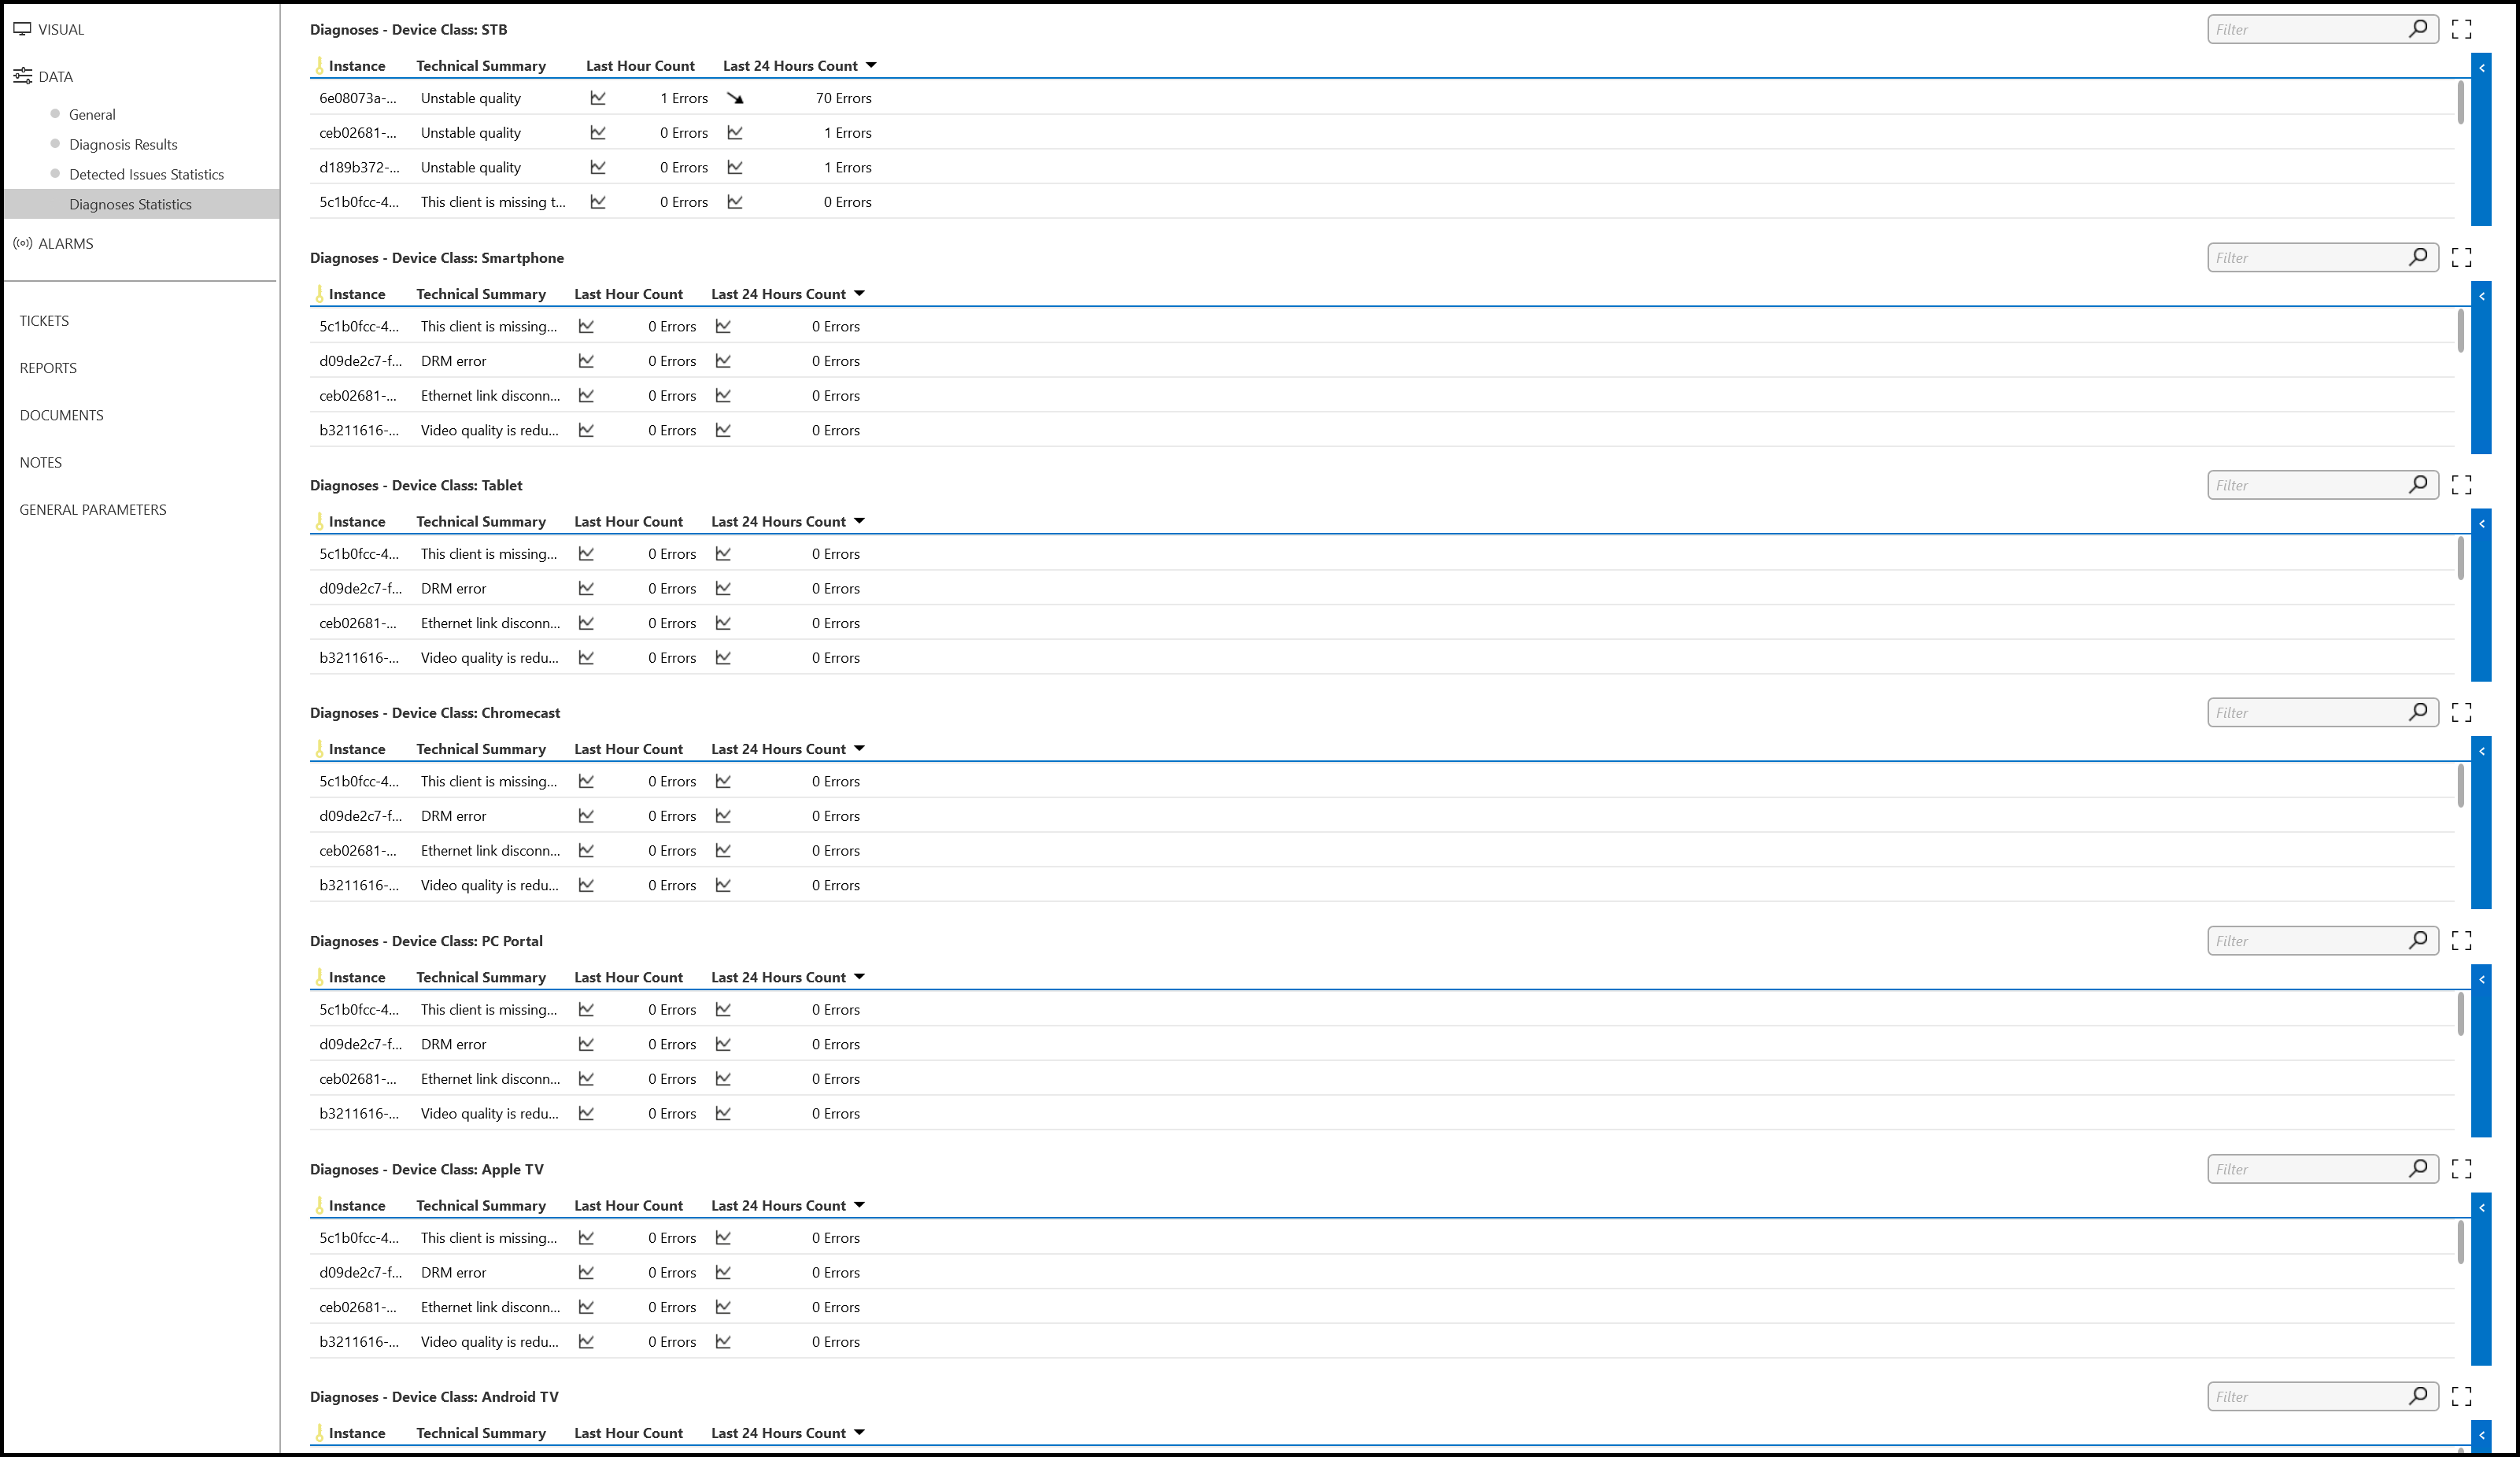 VISUAL
DATA
General
Diagnosis Results
Detected Issues Statistics
Diagnoses Statistics
ALARMS
TICKETS
REPORTS
DOCUMENTS
NOTES
GENERAL PARAMETERS
Diagnoses - Device Class: STB
Filter
Instance Technical Summary Last Hour Count Last 24 Hours Count
6e08073a-... Unstable quality 1 Errors 70 Errors
ceb02681-... Unstable quality 0 Errors 1 Errors
d189b372-... Unstable quality 0 Errors 1 Errors
5c1b0fcc-4... This client is missing t... 0 Errors 0 Errors
Diagnoses - Device Class: Smartphone
Filter
Instance Technical Summary Last Hour Count Last 24 Hours Count
5c1b0fcc-4... This client is missing... 0 Errors 0 Errors
d09de2c7-f... DRM error 0 Errors 0 Errors
ceb02681-... Ethernet link disconn... 0 Errors 0 Errors
b3211616-... Video quality is redu... 0 Errors 0 Errors
Diagnoses - Device Class: Tablet
Filter
Instance Technical Summary Last Hour Count Last 24 Hours Count
5c1b0fcc-4... This client is missing... 0 Errors 0 Errors
d09de2c7-f... DRM error 0 Errors 0 Errors
ceb02681-... Ethernet link disconn... 0 Errors 0 Errors
b3211616-... Video quality is redu... 0 Errors 0 Errors
Diagnoses - Device Class: Chromecast
Filter
Instance Technical Summary Last Hour Count Last 24 Hours Count
5c1b0fcc-4... This client is missing... 0 Errors 0 Errors
d09de2c7-f... DRM error 0 Errors 0 Errors
ceb02681-... Ethernet link disconn... 0 Errors 0 Errors
b3211616-... Video quality is redu... 0 Errors 0 Errors
Diagnoses - Device Class: PC Portal
Filter
Instance Technical Summary Last Hour Count Last 24 Hours Count
5c1b0fcc-4... This client is missing... 0 Errors 0 Errors
d09de2c7-f... DRM error 0 Errors 0 Errors
ceb02681-... Ethernet link disconn... 0 Errors 0 Errors
b3211616-... Video quality is redu... 0 Errors 0 Errors
Diagnoses - Device Class: Apple TV
Filter
Instance Technical Summary Last Hour Count Last 24 Hours Count
5c1b0fcc-4... This client is missing... 0 Errors 0 Errors
d09de2c7-f... DRM error 0 Errors 0 Errors
ceb02681-... Ethernet link disconn... 0 Errors 0 Errors
b3211616-... Video quality is redu... 0 Errors 0 Errors
Diagnoses - Device Class: Android TV
Filter
Instance Technical Summary Last Hour Count Last 24 Hours Count